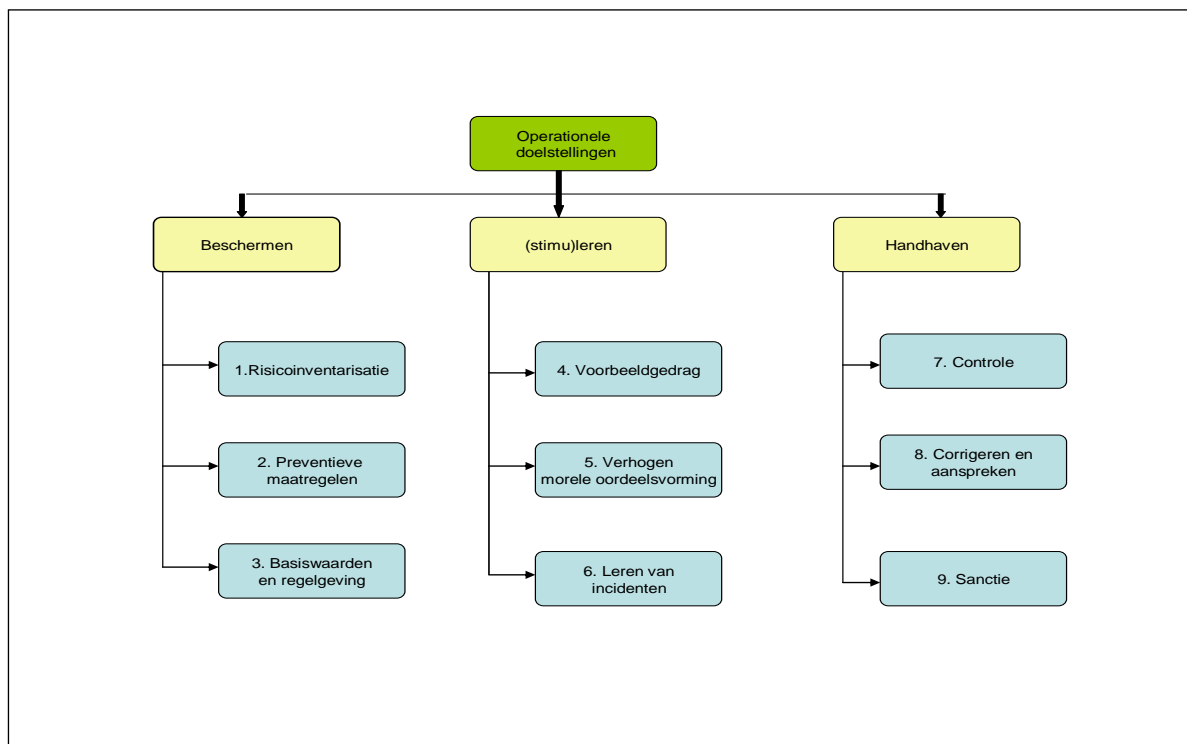 Operationele
doelstellingen
Beschermen
(stimu)leren
Handhaven
1.Risicoinventarisatie
2. Preventieve
maatregelen
3. Basiswaarden
en regelgeving
4. Voorbeeldgedrag
5. Verhogen
morele oordeelsvorming
6. Leren van
incidenten
7. Controle
8. Corrigeren en
aanspreken
9. Sanctie